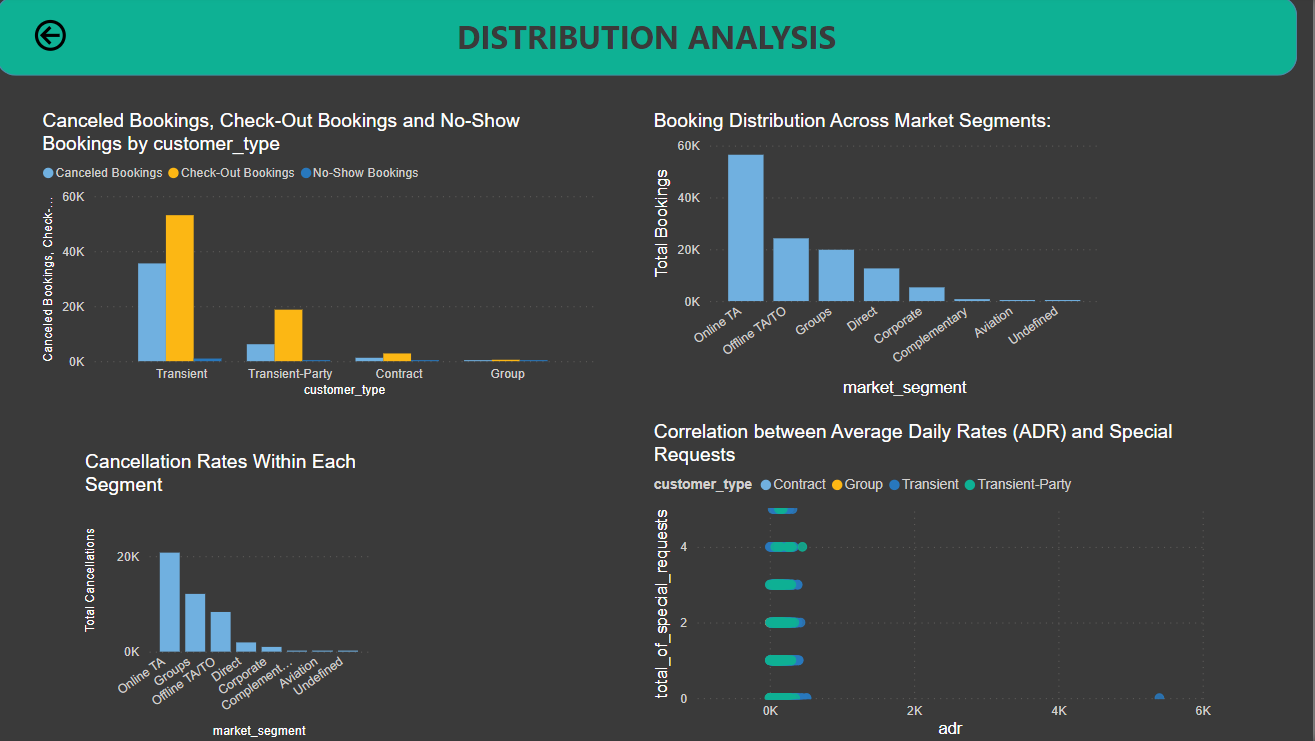 DISTRIBUTION ANALYSIS
Canceled Bookings, Check-Out Bookings and No-Show
Bookings by customer_type
Canceled Bookings Check-Out Bookings No-Show Bookings
Canceled Bookings, Check-...
60K
40K
20K
0K
Transient Transient-Party Contract Group
customer_type
Booking Distribution Across Market Segments:
Total Bookings
60K
40K
20K
0K
Online TA
Offline TA/TO
Groups
Direct
Corporate
Complementary
Aviation
Undefined
market_segment
Cancellation Rates Within Each
Segment
Total Cancellations
20K
0K
Online TA
Groups
Offline TA/TO
Direct
Corporate
Complement...
Aviation
Undefined
market_segment
Correlation between Average Daily Rates (ADR) and Special
Requests
customer_type Contract Group Transient Transient-Party
total_of_special_requests
4
2
0
0K 2K 4K 6K
adr